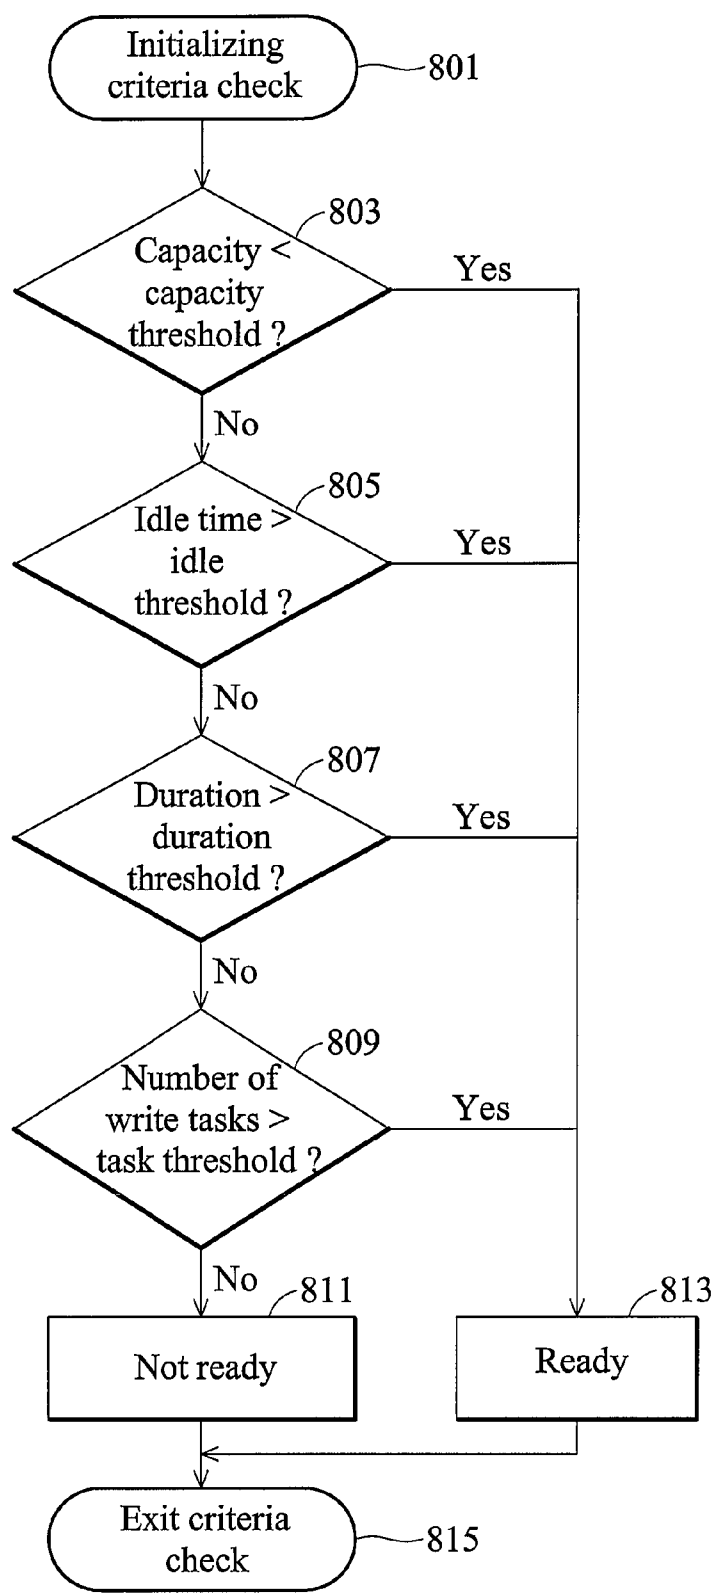 Initializing
criteria check
801
803
Capacity <
capacity
threshold ?
Yes
No
805
Idle time >
idle
threshold ?
Yes
No
807
Duration >
duration
threshold ?
Yes
No
809
Number of
write tasks >
task threshold ?
Yes
No
811
Not ready
813
Ready
Exit criteria
check
815